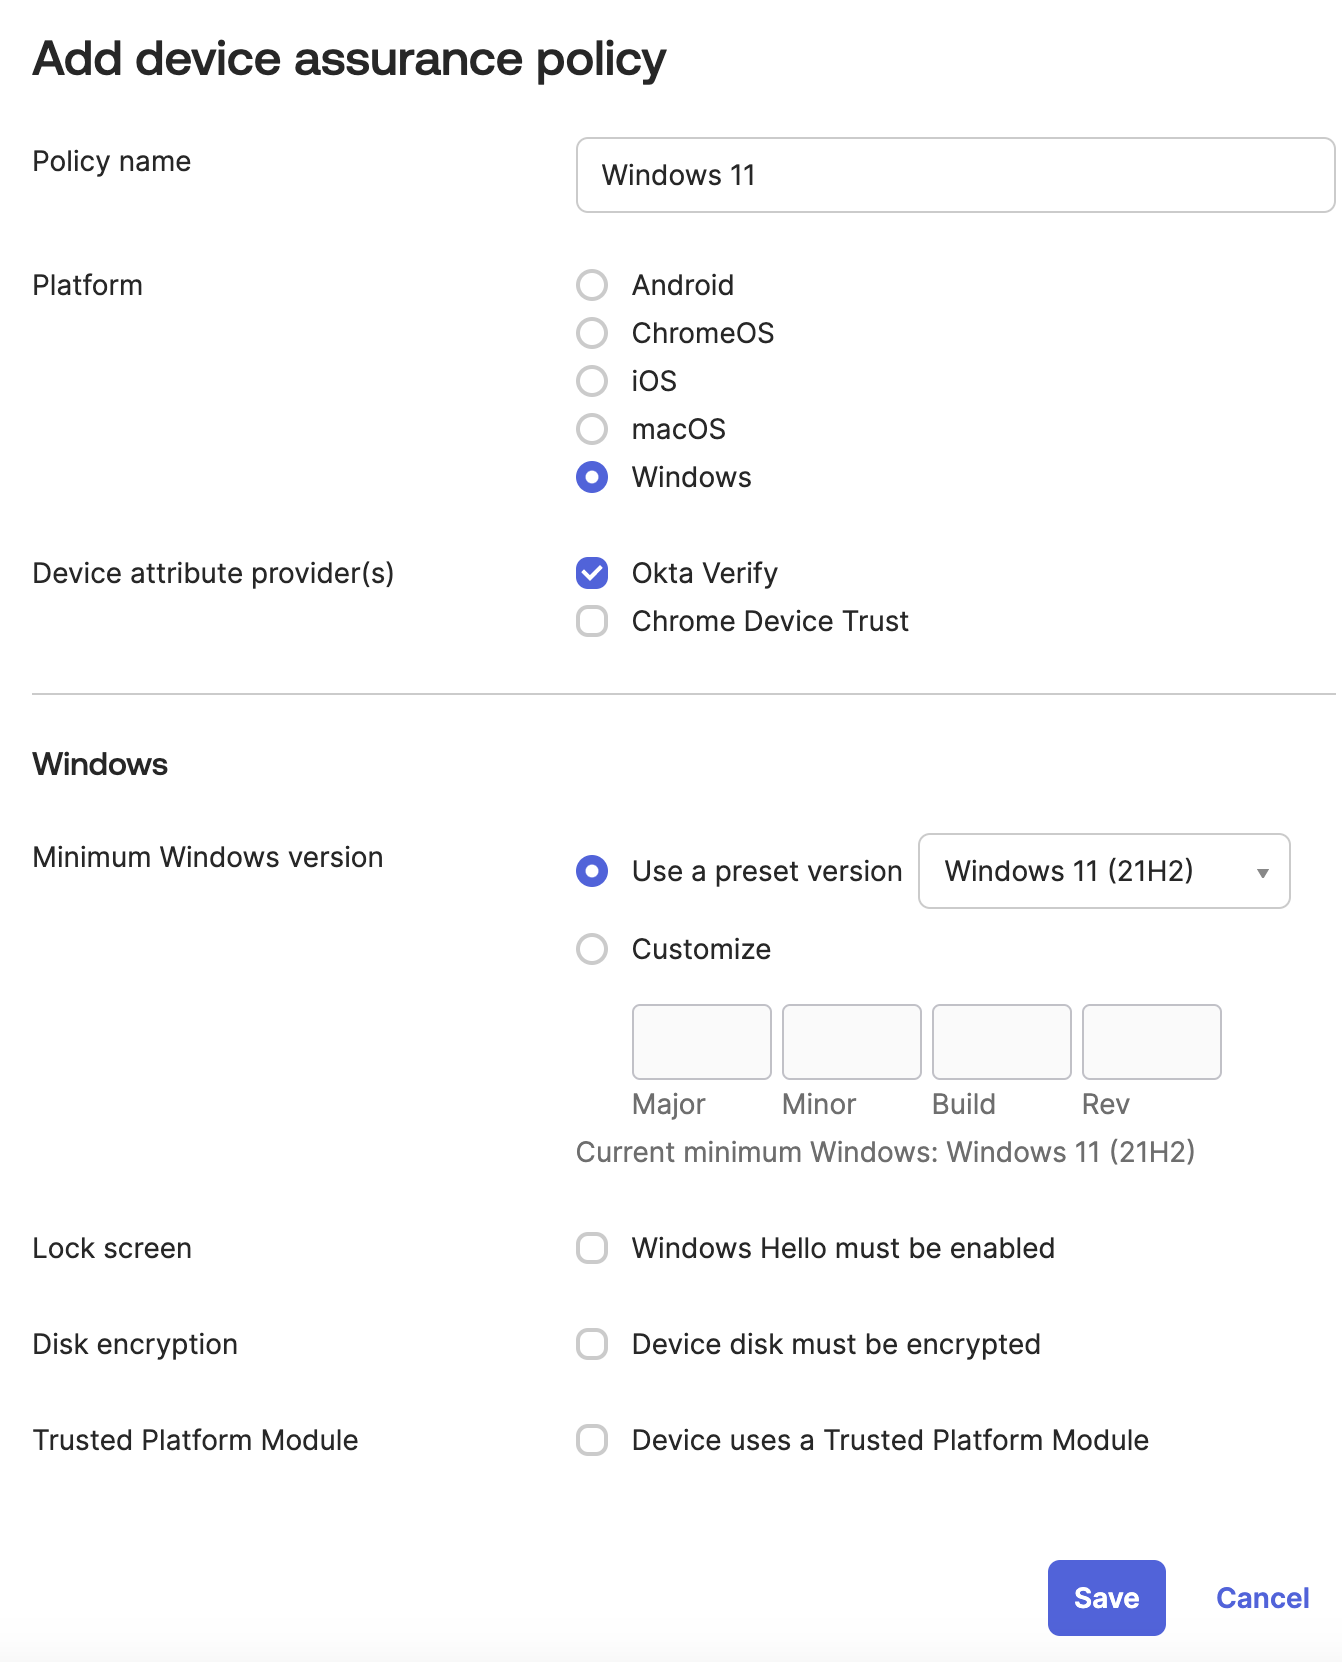 Add device assurance policy
Policy name
Windows 11
Platform
Android
ChromeOS
iOS
macOS
Windows
Device attribute provider(s)
Okta Verify
Chrome Device Trust
Windows
Minimum Windows version
Use a preset version
Windows 11 (21H2)
Customize
Major Minor Build Rev
Current minimum Windows: Windows 11 (21H2)
Lock screen
Windows Hello must be enabled
Disk encryption
Device disk must be encrypted
Trusted Platform Module
Device uses a Trusted Platform Module
Save Cancel